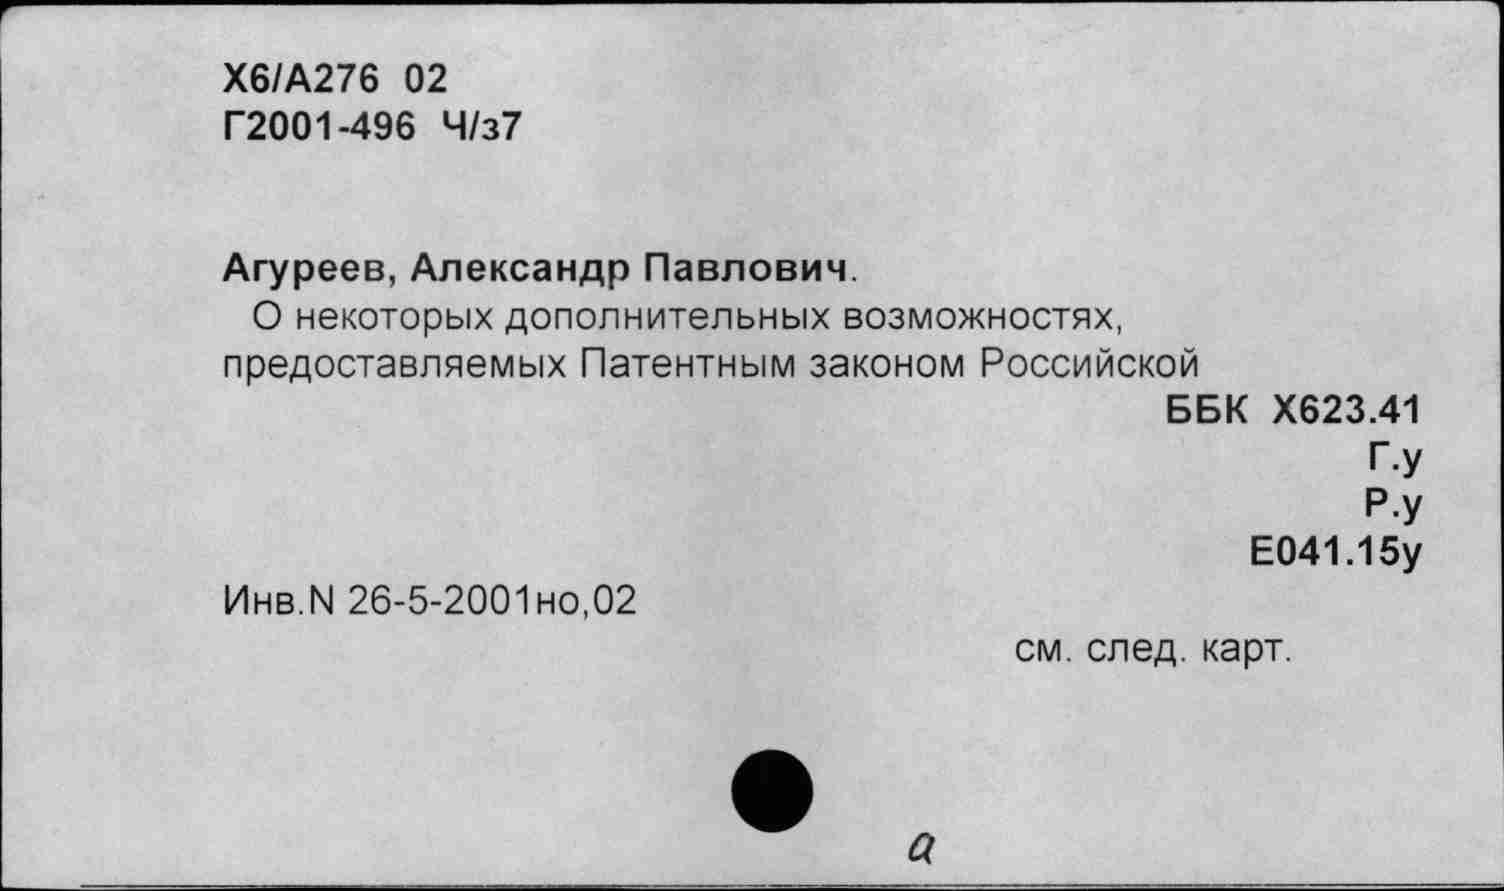 Х6/А276 02
Г2001-496 Ч/з7
Агуреев, Александр Павлович.
О некоторых дополнительных возможностях,
предоставляемых Патентным законом Российской
ББК Х623.41
Г.у
Р.у
Е041.15у
Инв.N 26-5-2001но,02
см. след. карт.
а